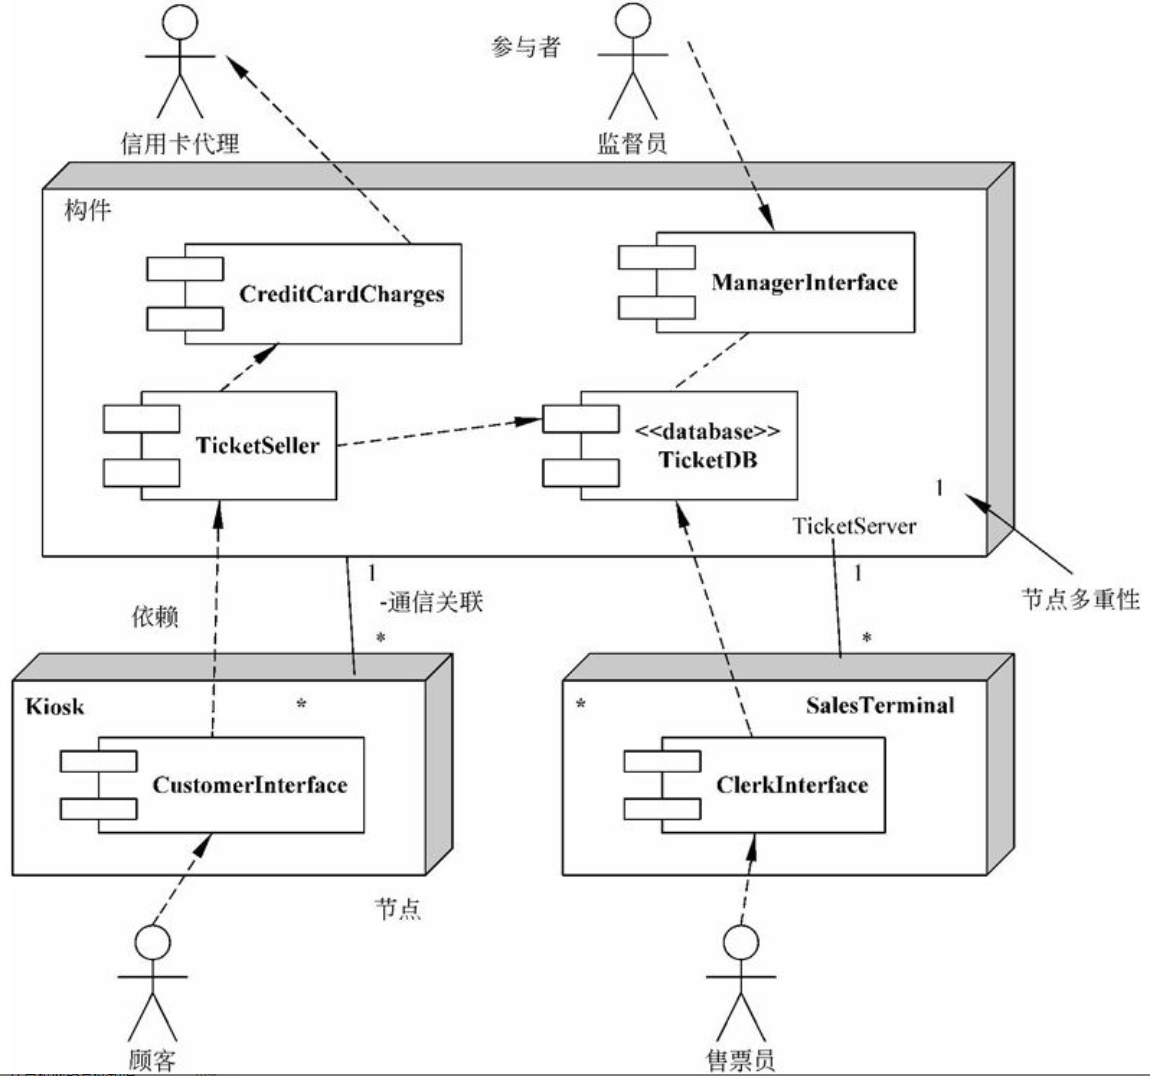 参与者
信用卡代理
监督员
构件
CreditCardCharges
ManagerInterface
TicketSeller
<<database>>
TicketDB
1
TicketServer
1
-通信关联
*
1
*
节点多重性
依赖
Kiosk
*
*
SalesTerminal
CustomerInterface
ClerkInterface
节点
顾客
售票员